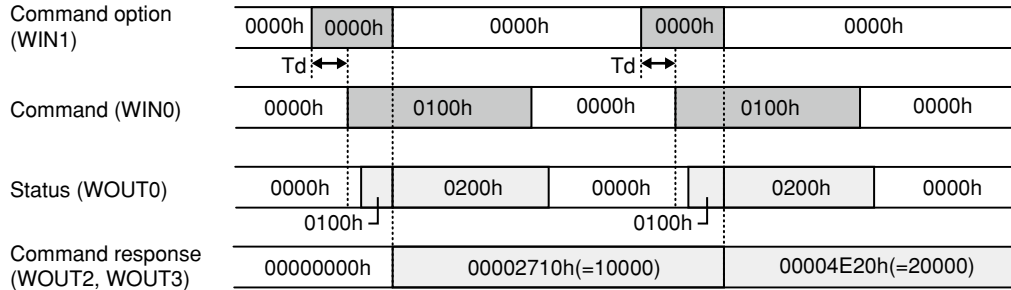 Command option
(WIN1)
0000h 0000h 0000h 0000h 0000h
Td Td
Command (WIN0)
0000h 0100h 0000h 0100h 0000h
Status (WOUT0)
0000h 0200h 0000h 0200h 0000h
0100h 0100h
Command response
(WOUT2, WOUT3)
00000000h 00002710h(=10000) 00004E20h(=20000)